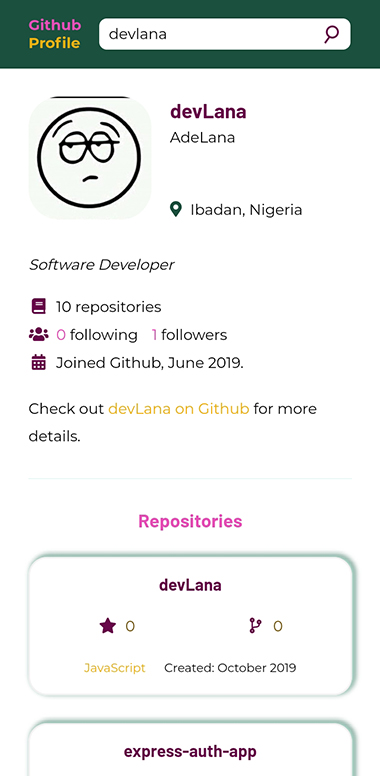 Github
Profile
devlana
devLana
AdeLana
Ibadan, Nigeria
Software Developer
10 repositories
0 following 1 followers
Joined Github, June 2019.
Check out devLana on Github for more
details.
Repositories
devLana
0 0
JavaScript Created: October 2019
express-auth-app